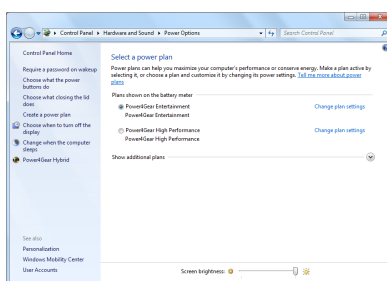 Control Panel ▸ Hardware and Sound ▸ Power Options
Search Control Panel
Control Panel Home
Require a password on wakeup
Choose what the power
buttons do
Choose what closing the lid
does
Create a power plan
Choose when to turn off the
display
Change when the computer
sleeps
Power4Gear Hybrid
See also
Personalization
Windows Mobility Center
User Accounts
Select a power plan
Power plans can help you maximize your computer's performance or conserve energy. Make a plan active by
selecting it, or choose a plan and customize it by changing its power settings. Tell me more about power
plans
Plans shown on the battery meter
Power4Gear Entertainment Change plan settings
Power4Gear Entertainment
Power4Gear High Performance Change plan settings
Power4Gear High Performance
Show additional plans
Screen brightness: